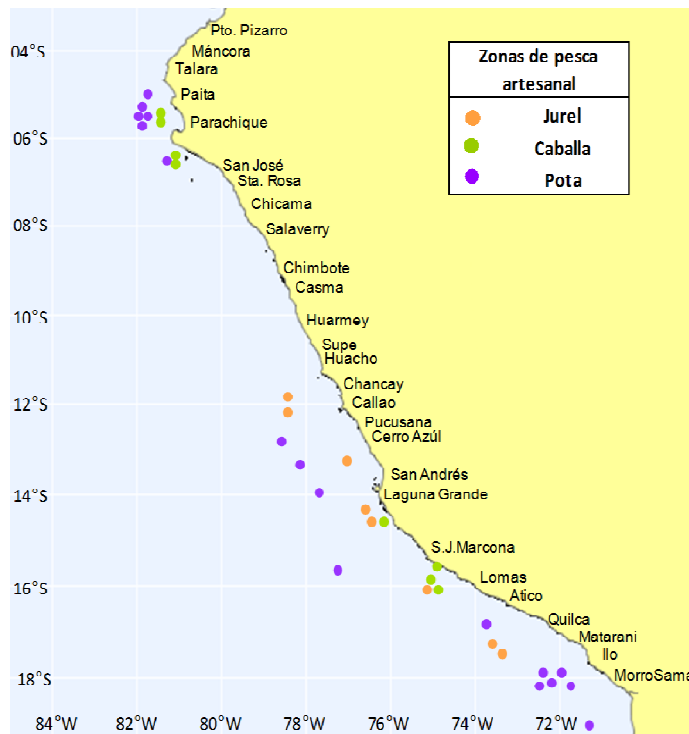 Pto. Pizarro
04°S
Máncora
Talara
Zonas de pesca
artesanal
Jurel
Caballa
Pota
Paita
Parachique
06°S
San José
Sta. Rosa
Chicama
08°S
Salaverry
Chimbote
Casma
10°S
Huarmey
Supe
Huacho
Chancay
12°S
Callao
Pucusana
Cerro Azúl
San Andrés
14°S
Laguna Grande
S.J.Marcona
16°S
Lomas
Atico
Quilca
Matarani
Ilo
18°S
MorroSama
84°W 82°W 80°W 78°W 76°W 74°W 72°W